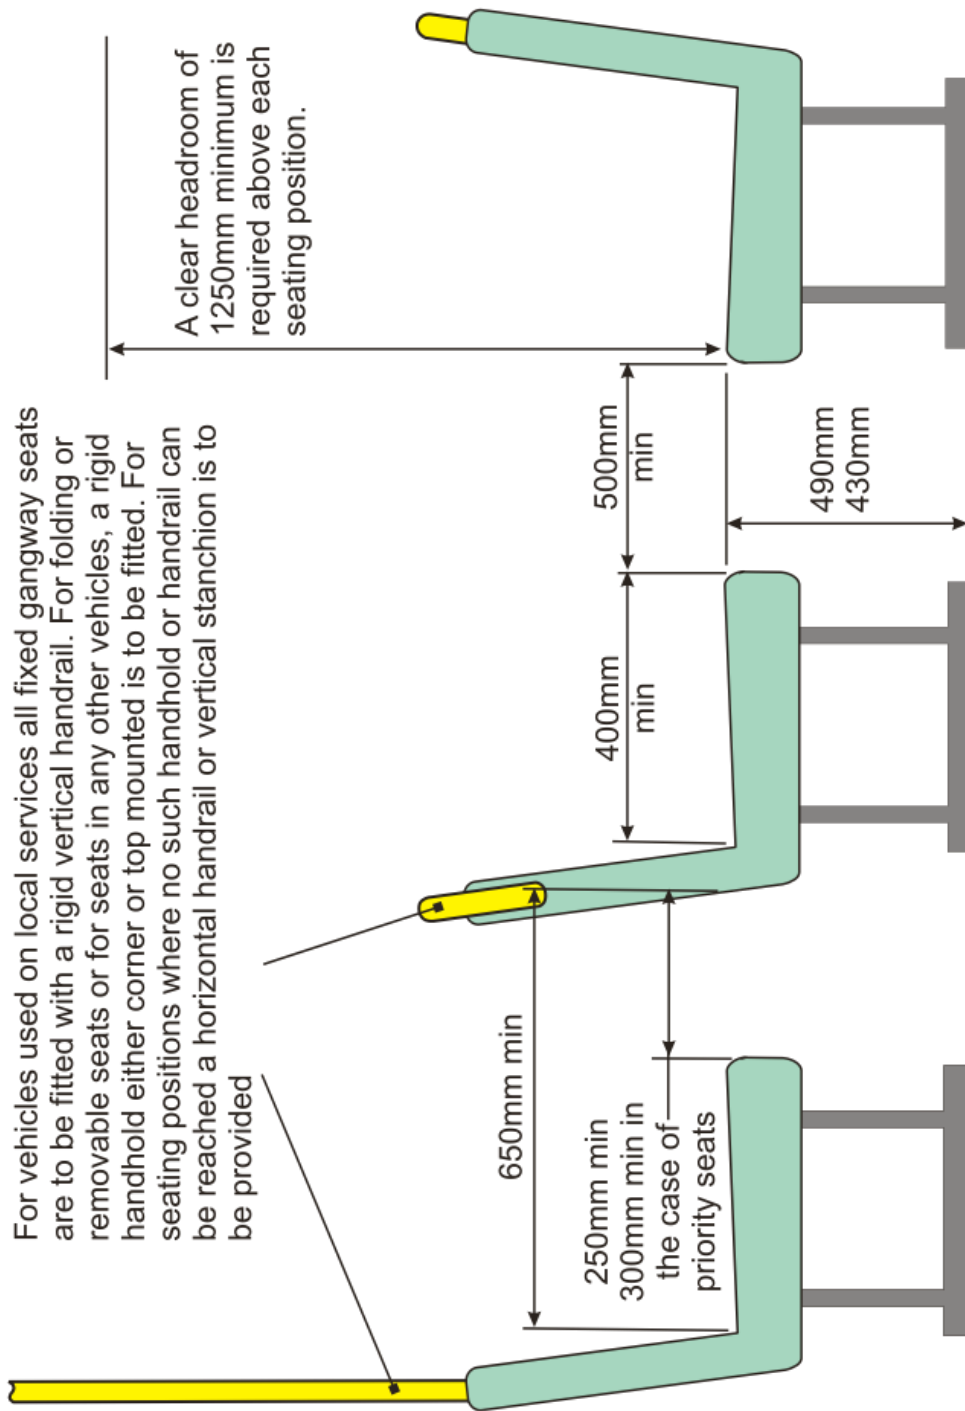 For vehicles used on local services all fixed gangway seats
are to be fitted with a rigid vertical handrail. For folding or
removable seats or for seats in any other vehicles, a rigid
handhold either corner or top mounted is to be fitted. For
seating positions where no such handhold or handrail can
be reached a horizontal handrail or vertical stanchion is to
be provided
A clear headroom of
1250mm minimum is
required above each
seating position.
650mm min
250mm min
300mm min in
the case of
priority seats
400mm
min
500mm
min
490mm
430mm